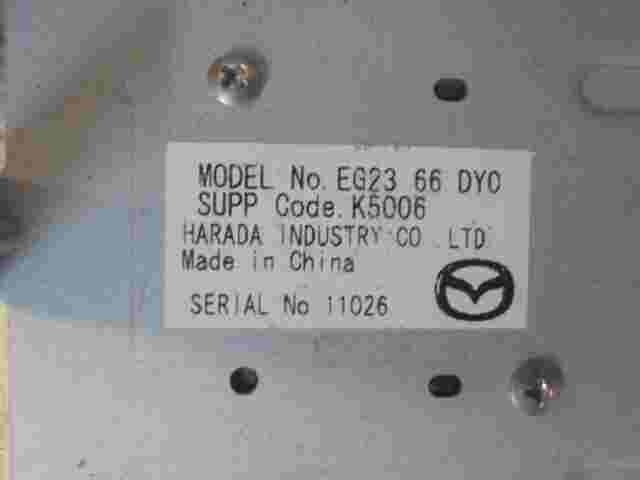 MODEL No. EG23 66 DY0
SUPP Code. K5006
HARADA INDUSTRY CO. LTD
Made in China
SERIAL No 11026